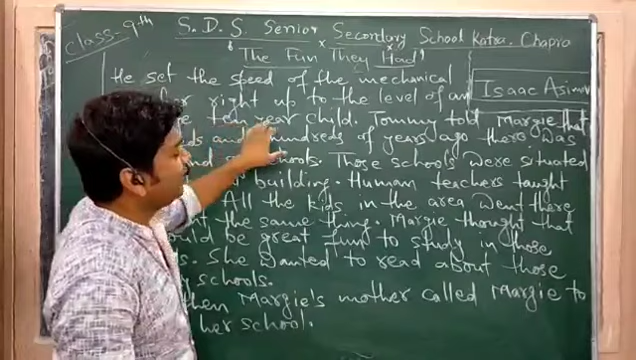 Class-9th
S.D.S. Senior Secondary School Katra. Chapra
'The Fun They Had'
Isaac Asimov
He set the speed of the mechanical
right up to the level of an
ten year child. Tommy told Margie that
and hundreds of years ago there was
schools. Those schools were situated
building. Human teachers taught
All the kids in the area went there
the same thing. Margie thought that
be great fun to study in those
She wanted to read about those
schools.
then Margie's mother called Margie to
her school.